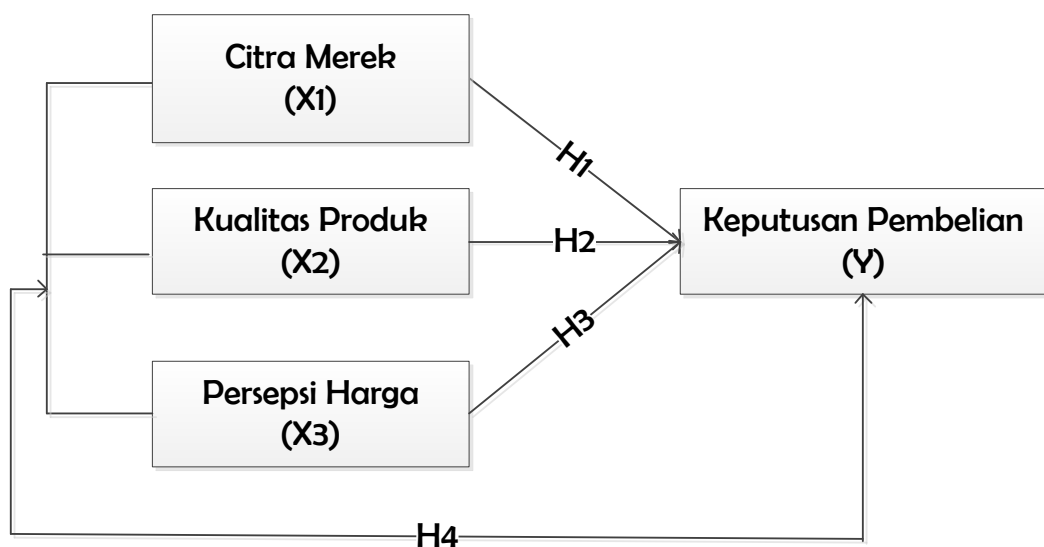 Citra Merek
(X1)
H1
Kualitas Produk
(X2)
H2
Keputusan Pembelian
(Y)
H3
Persepsi Harga
(X3)
H4